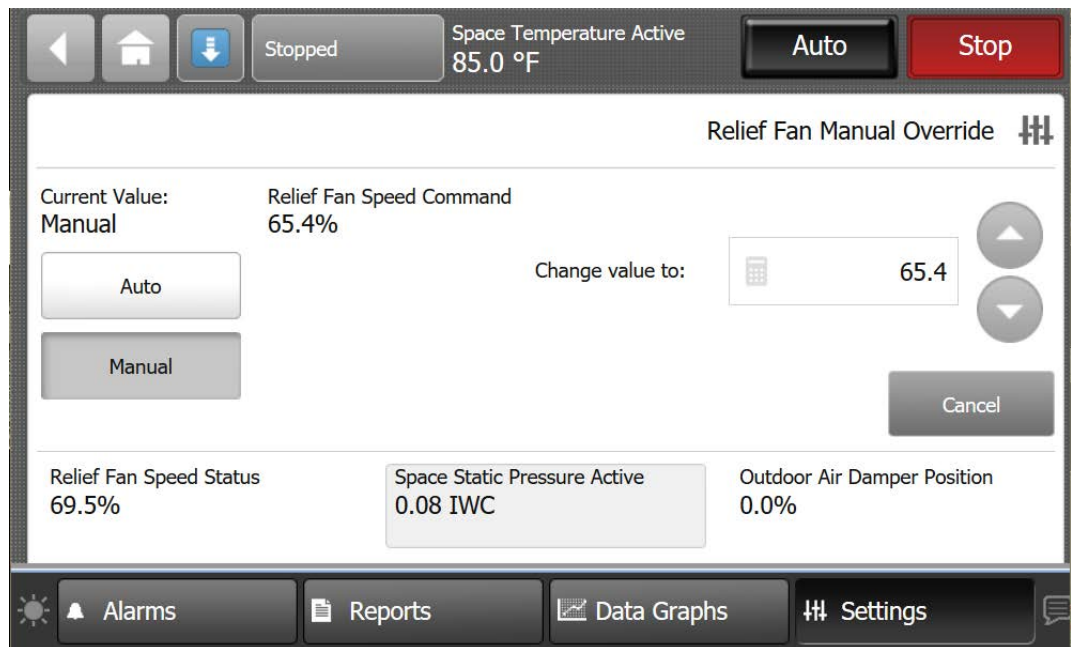 Stopped
Space Temperature Active
85.0 °F
Auto
Stop
Relief Fan Manual Override
Current Value:
Manual
Relief Fan Speed Command
65.4%
Auto
Change value to:
65.4
Manual
Cancel
Relief Fan Speed Status
69.5%
Space Static Pressure Active
0.08 IWC
Outdoor Air Damper Position
0.0%
Alarms
Reports
Data Graphs
Settings